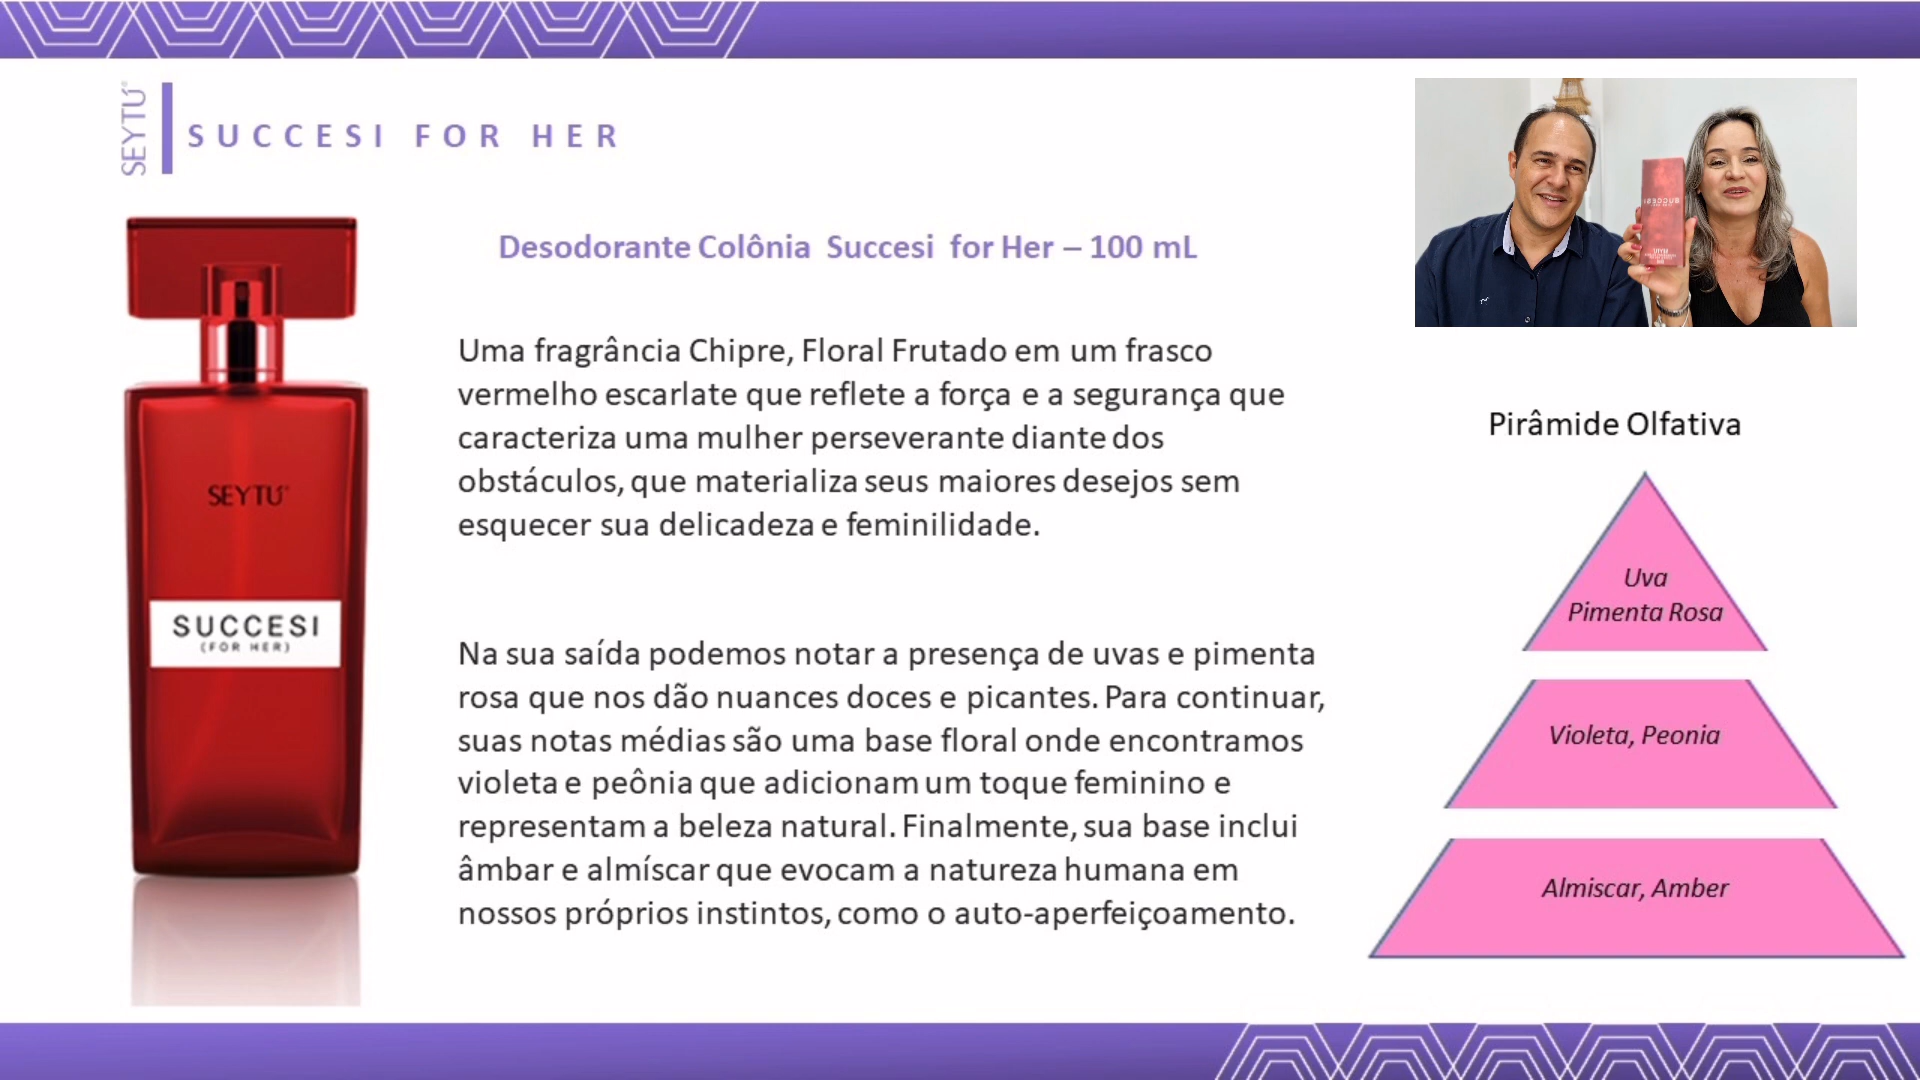 SEYTÚ
SUCCESI FOR HER
Desodorante Colônia Succesi for Her – 100 mL
Uma fragrância Chipre, Floral Frutado em um frasco
vermelho escarlate que reflete a força e a segurança que
caracteriza uma mulher perseverante diante dos
obstáculos, que materializa seus maiores desejos sem
esquecer sua delicadeza e feminilidade.
Na sua saída podemos notar a presença de uvas e pimenta
rosa que nos dão nuances doces e picantes. Para continuar,
suas notas médias são uma base floral onde encontramos
violeta e peônia que adicionam um toque feminino e
representam a beleza natural. Finalmente, sua base inclui
âmbar e almíscar que evocam a natureza humana em
nossos próprios instintos, como o auto-aperfeiçoamento.
SEYTÚ
SUCCESI
(FOR HER)
SUCCESI
SEYTÚ
Pirâmide Olfativa
Uva
Pimenta Rosa
Violeta, Peonia
Almiscar, Amber